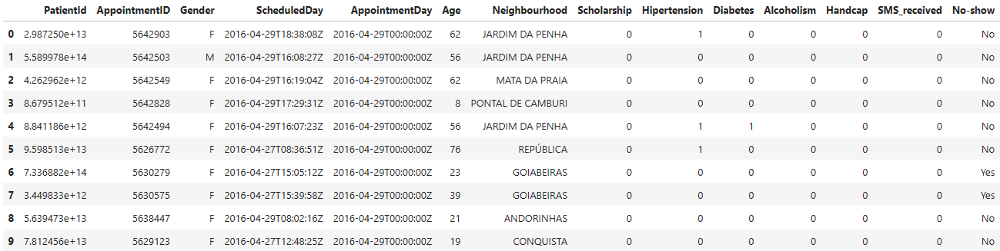 PatientId AppointmentID Gender ScheduledDay AppointmentDay Age Neighbourhood Scholarship Hipertension Diabetes Alcoholism Handcap SMS_received No-show
0 2.987250e+13 5642903 F 2016-04-29T18:38:08Z 2016-04-29T00:00:00Z 62 JARDIM DA PENHA 0 1 0 0 0 0 No
1 5.589978e+14 5642503 M 2016-04-29T16:08:27Z 2016-04-29T00:00:00Z 56 JARDIM DA PENHA 0 0 0 0 0 0 No
2 4.262962e+12 5642549 F 2016-04-29T16:19:04Z 2016-04-29T00:00:00Z 62 MATA DA PRAIA 0 0 0 0 0 0 No
3 8.679512e+11 5642828 F 2016-04-29T17:29:31Z 2016-04-29T00:00:00Z 8 PONTAL DE CAMBURI 0 0 0 0 0 0 No
4 8.841186e+12 5642494 F 2016-04-29T16:07:23Z 2016-04-29T00:00:00Z 56 JARDIM DA PENHA 0 1 1 0 0 0 No
5 9.598513e+13 5626772 F 2016-04-27T08:36:51Z 2016-04-29T00:00:00Z 76 REPÚBLICA 0 1 0 0 0 0 No
6 7.336882e+14 5630279 F 2016-04-27T15:05:12Z 2016-04-29T00:00:00Z 23 GOIABEIRAS 0 0 0 0 0 0 Yes
7 3.449833e+12 5630575 F 2016-04-27T15:39:58Z 2016-04-29T00:00:00Z 39 GOIABEIRAS 0 0 0 0 0 0 Yes
8 5.639473e+13 5638447 F 2016-04-29T08:02:16Z 2016-04-29T00:00:00Z 21 ANDORINHAS 0 0 0 0 0 0 No
9 7.812456e+13 5629123 F 2016-04-27T12:48:25Z 2016-04-29T00:00:00Z 19 CONQUISTA 0 0 0 0 0 0 No